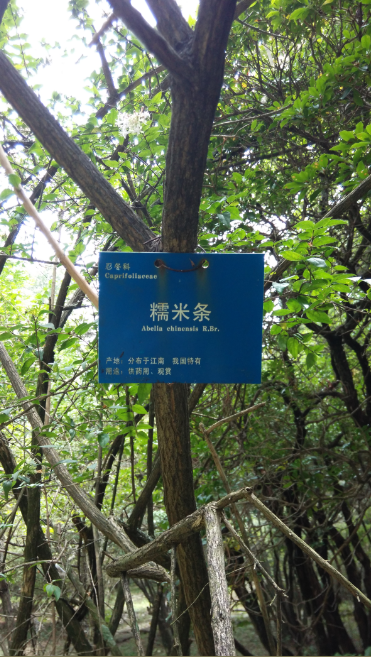 忍冬科
Caprifoliaceae
糯米条
Abelia chinensis R.Br.
产地：分布于江南 我国特有
用途：供药用、观赏